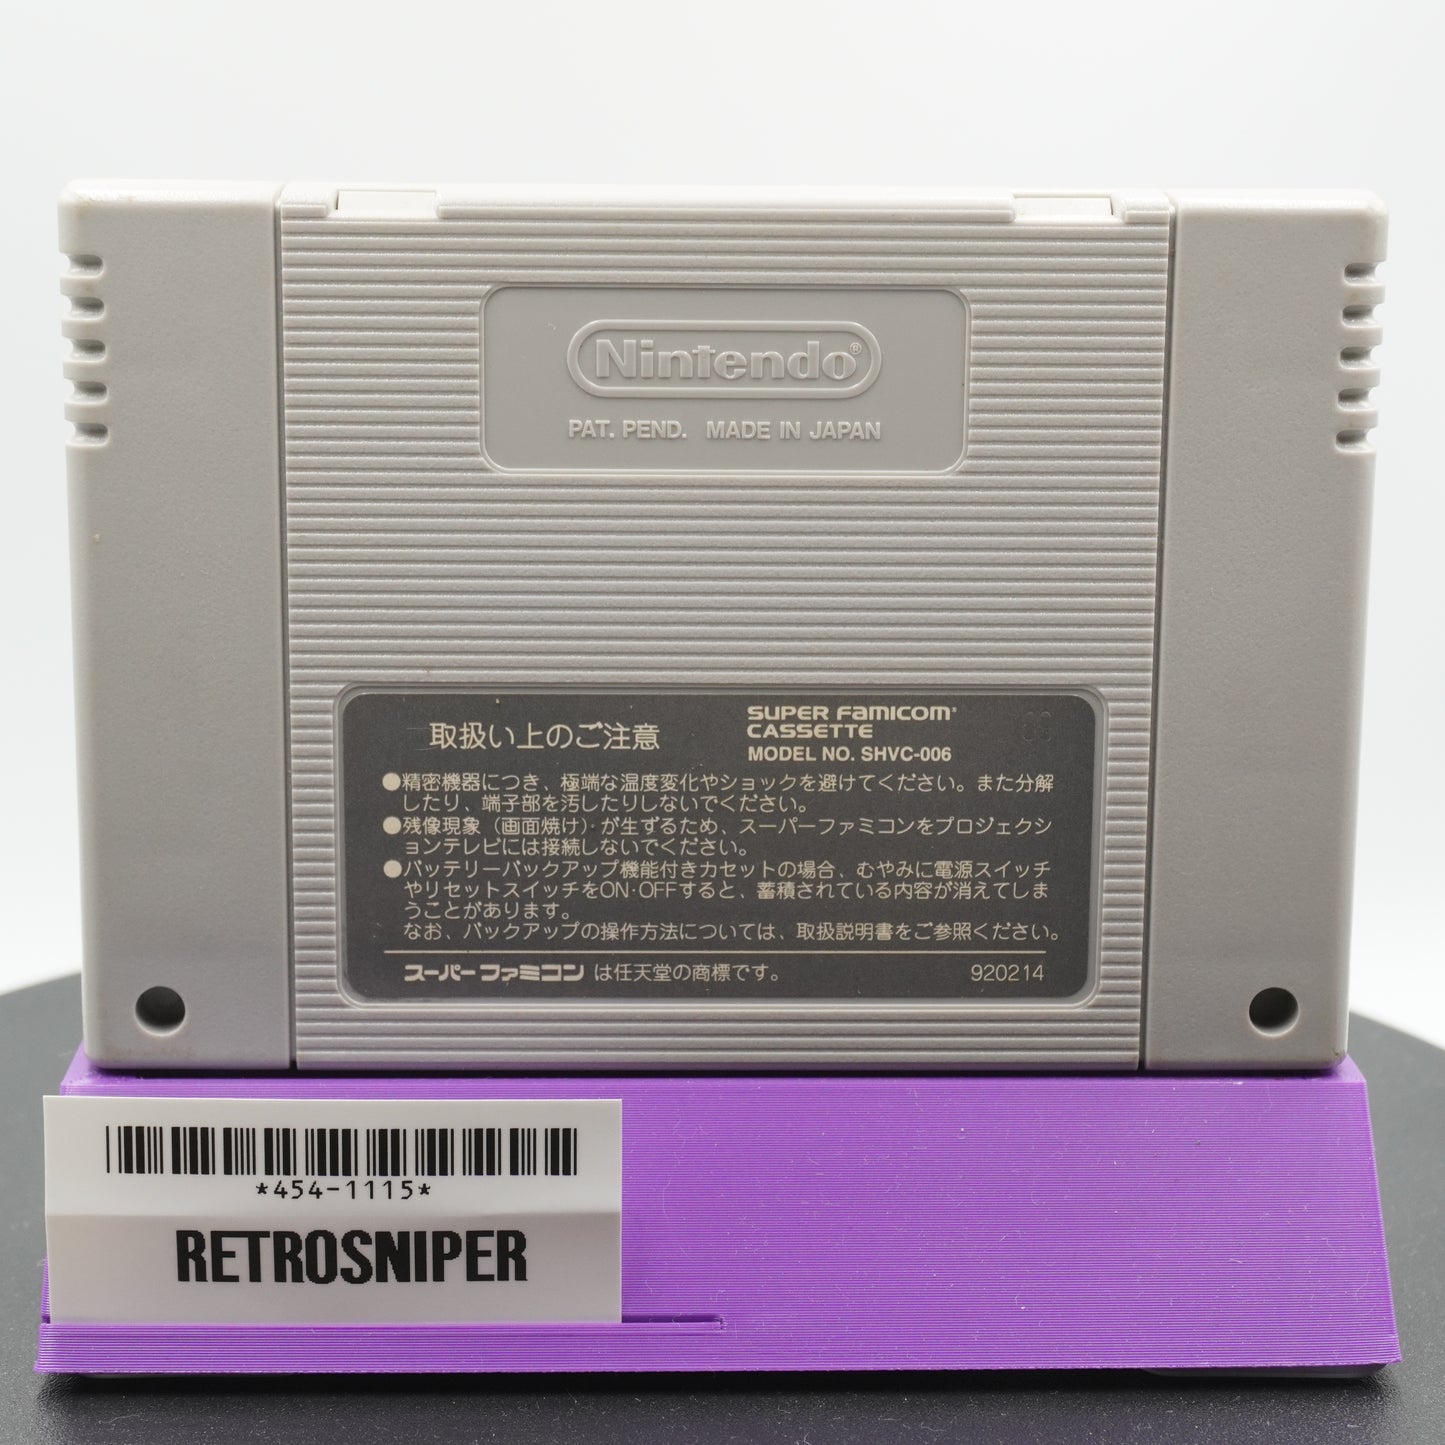 Nintendo®
PAT. PEND. MADE IN JAPAN
取扱い上のご注意
SUPER FAMICOM®
CASSETTE
MODEL NO. SHVC-006
●精密機器につき、極端な温度変化やショックを避けてください。また分解
したり、端子部を汚したりしないでください。
●残像現象（画面焼け）が生ずるため、スーパーファミコンをプロジェクシ
ョンテレビには接続しないでください。
●バッテリーバックアップ機能付きカセットの場合、むやみに電源スイッチ
やリセットスイッチをON·OFFすると、蓄積されている内容が消えてしま
うことがあります。
なお、バックアップの操作方法については、取扱説明書をご参照ください。
スーパーファミコン は任天堂の商標です。
920214
*454-1115*
RETROSNIPER